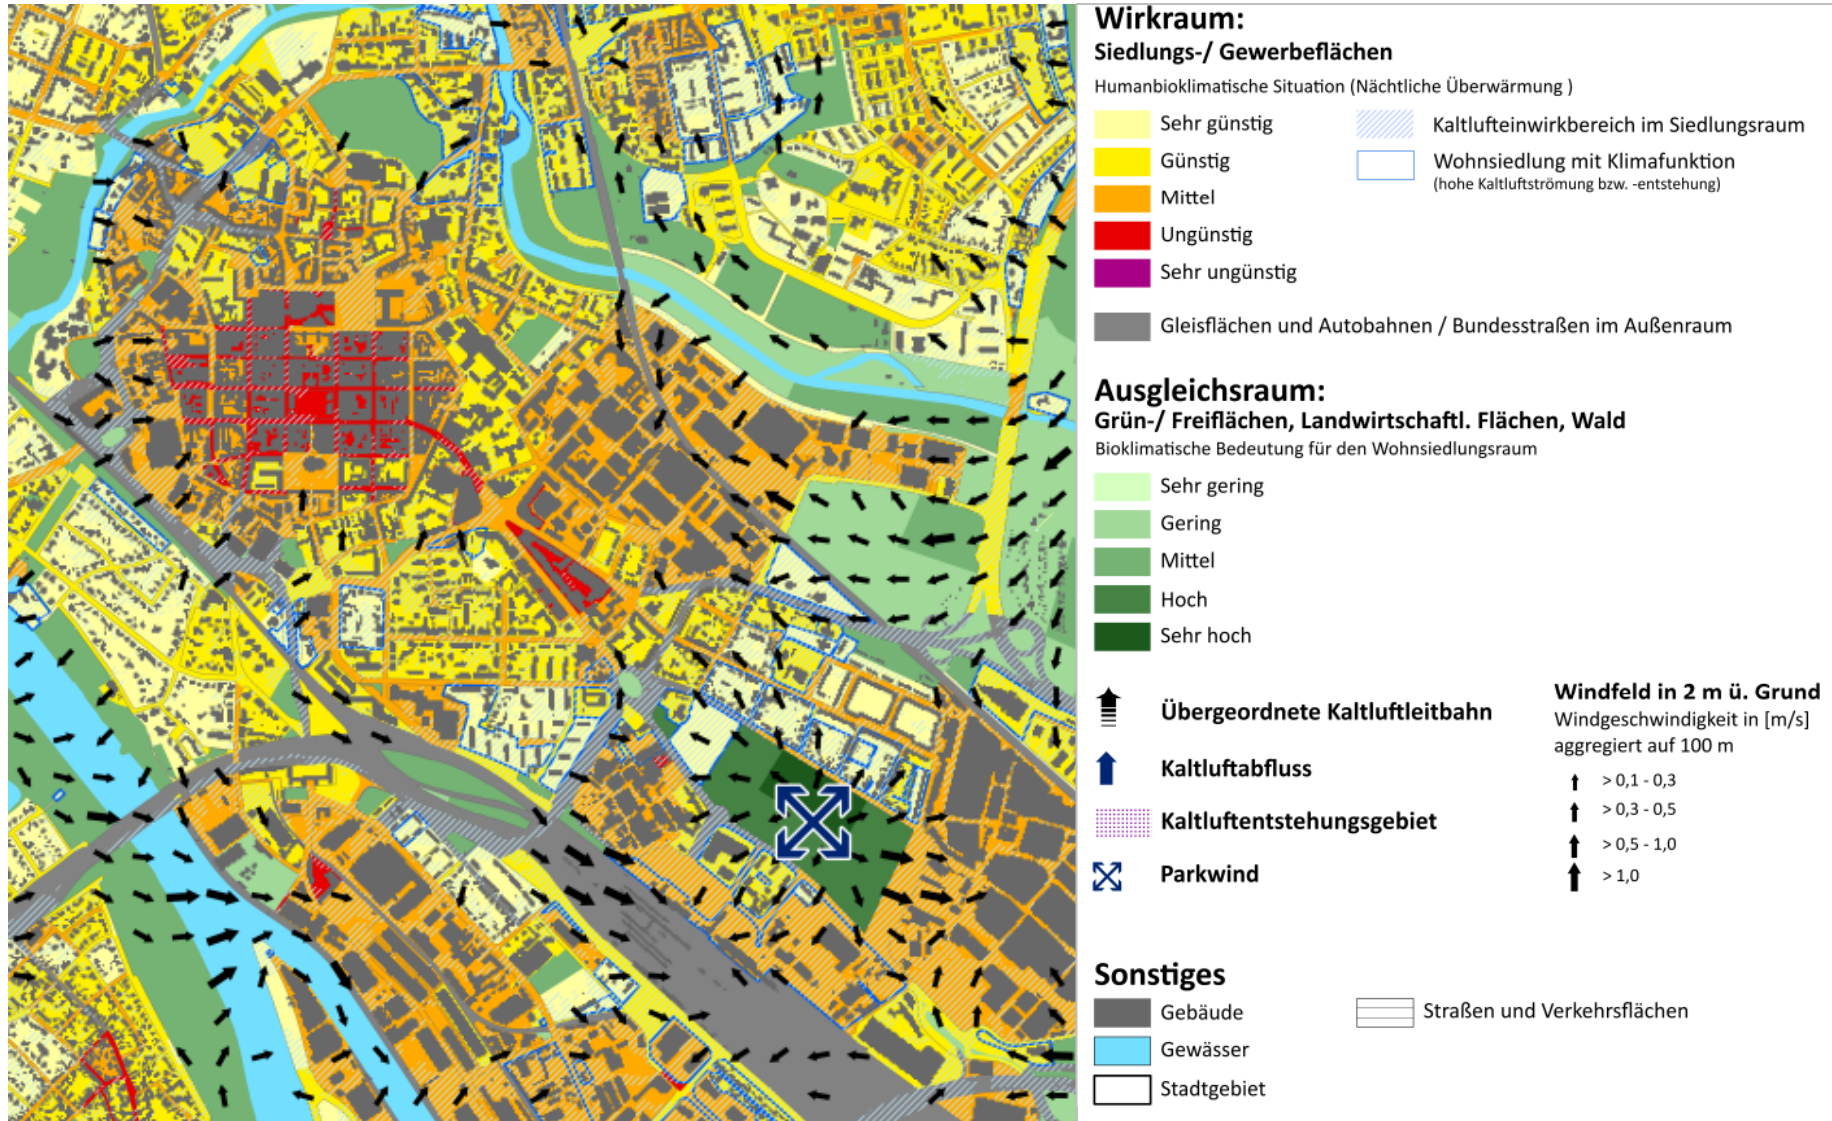 Wirkraum:
Siedlungs-/ Gewerbeflächen
Humanbioklimatische Situation (Nächtliche Überwärmung )
Sehr günstig
Günstig
Mittel
Ungünstig
Sehr ungünstig
Kaltlufteinwirkbereich im Siedlungsraum
Wohnsiedlung mit Klimafunktion
(hohe Kaltluftströmung bzw. -entstehung)
Gleisflächen und Autobahnen / Bundesstraßen im Außenraum
Ausgleichsraum:
Grün-/ Freiflächen, Landwirtschaftl. Flächen, Wald
Bioklimatische Bedeutung für den Wohnsiedlungsraum
Sehr gering
Gering
Mittel
Hoch
Sehr hoch
Übergeordnete Kaltluftleitbahn
Kaltluftabfluss
Kaltluftentstehungsgebiet
Parkwind
Windfeld in 2 m ü. Grund
Windgeschwindigkeit in [m/s]
aggregiert auf 100 m
> 0,1 - 0,3
> 0,3 - 0,5
> 0,5 - 1,0
> 1,0
Sonstiges
Gebäude
Gewässer
Stadtgebiet
Straßen und Verkehrsflächen